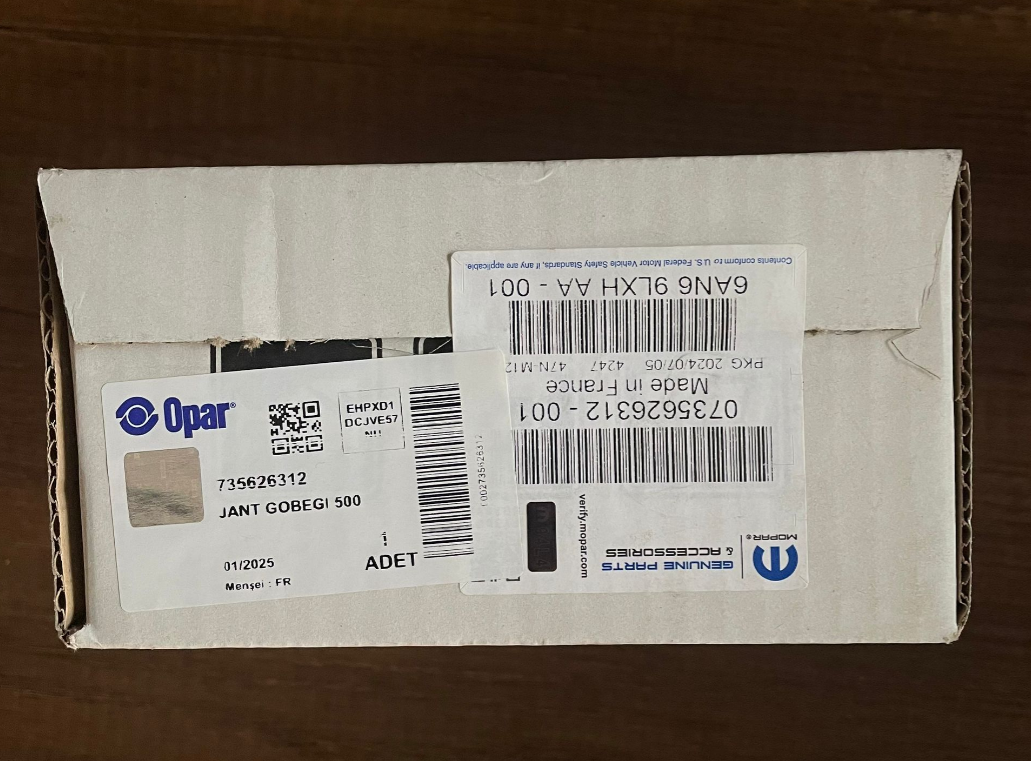 Opar®
EHPXD1
DCJVE57
735626312
JANT GOBEGI 500
1
ADET
01/2025
Menşei : FR
MOPAR®
GENUINE PARTS
& ACCESSORIES
verify.mopar.com
0735626312 - 001
Made in France
PKG 2024/07/05 4247 47N-M12
6AN6 9LXH AA - 001
Contents conform to U.S. Federal Motor Vehicle Safety Standards, if any are applicable.